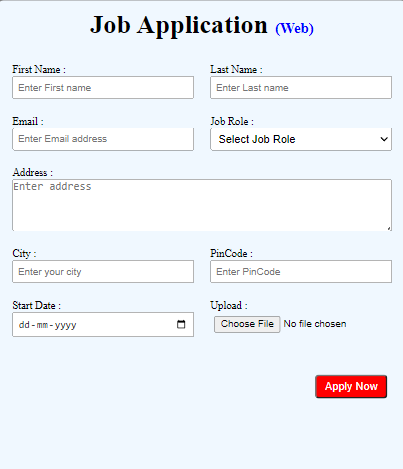 Job Application (Web)
First Name : Last Name :
Enter First name Enter Last name
Email : Job Role :
Enter Email address Select Job Role
Address :
Enter address
City : PinCode :
Enter your city Enter PinCode
Start Date : Upload :
dd-mm-yyyy Choose File No file chosen
Apply Now